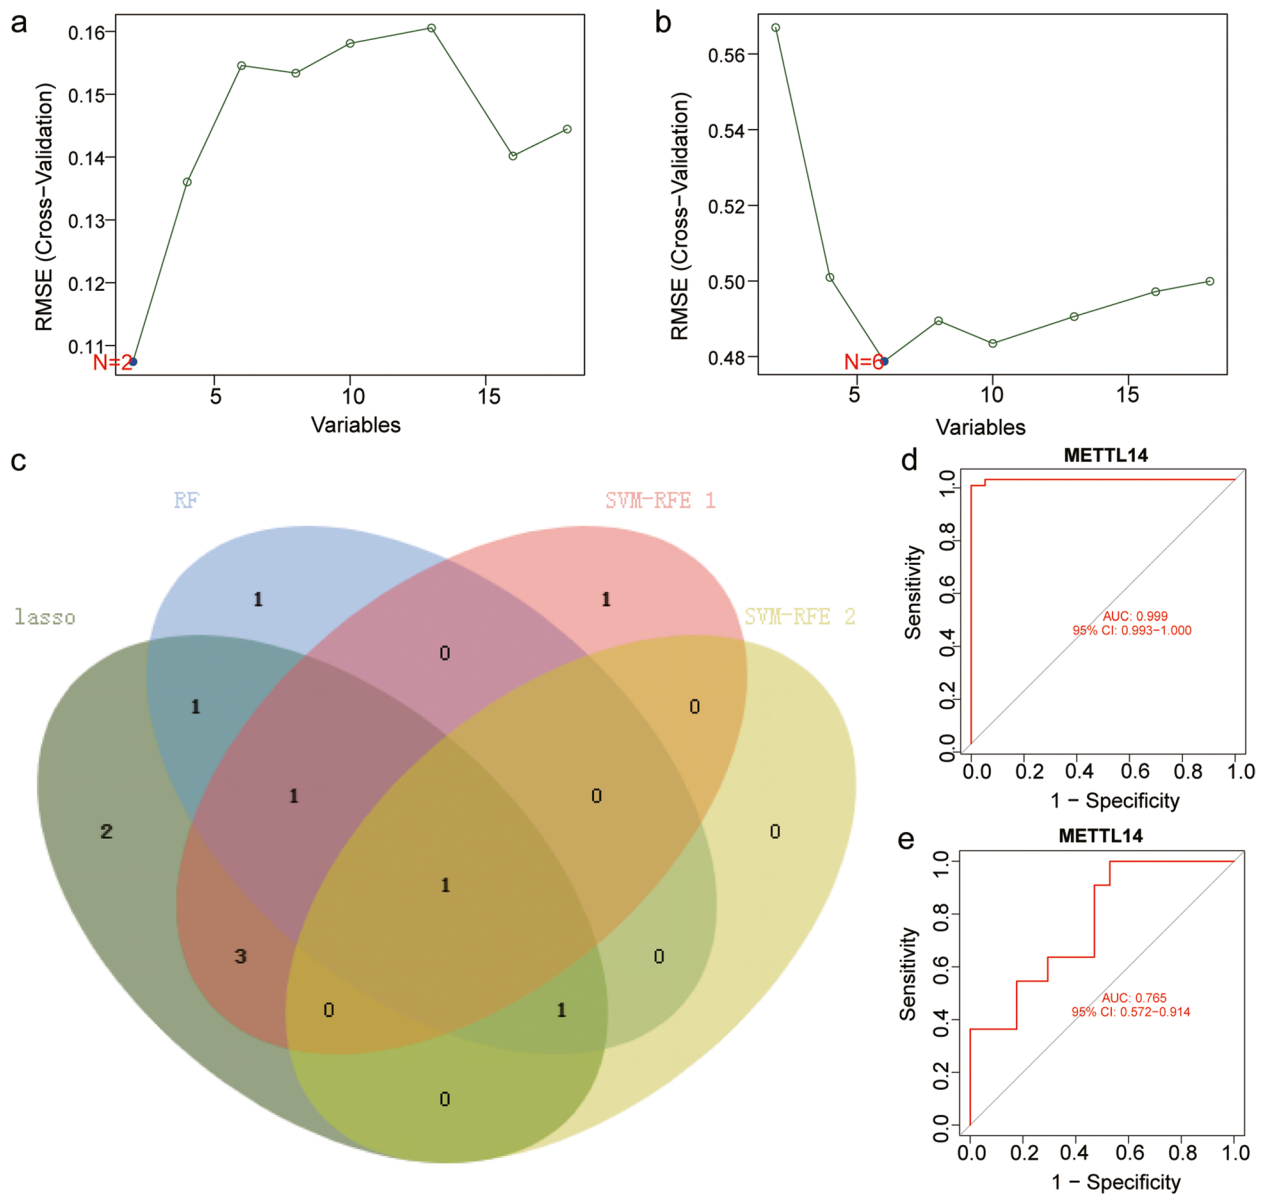 a
0.16
0.15
0.14
0.13
0.12
0.11
RMSE (Cross−Validation)
N=2
5
10
15
Variables
b
0.56
0.54
0.52
0.50
0.48
RMSE (Cross−Validation)
N=6
5
10
15
Variables
c
RF
SVM-RFE 1
lasso
SVM-RFE 2
1
1
0
1
0
1
0
2
0
1
3
0
0
1
0
d
METTL14
1.0
0.8
0.6
0.4
0.2
0.0
Sensitivity
AUC: 0.999
95% CI: 0.993−1.000
0.0 0.2 0.4 0.6 0.8 1.0
1 − Specificity
e
METTL14
1.0
0.8
0.6
0.4
0.2
0.0
Sensitivity
AUC: 0.765
95% CI: 0.572−0.914
0.0 0.2 0.4 0.6 0.8 1.0
1 − Specificity